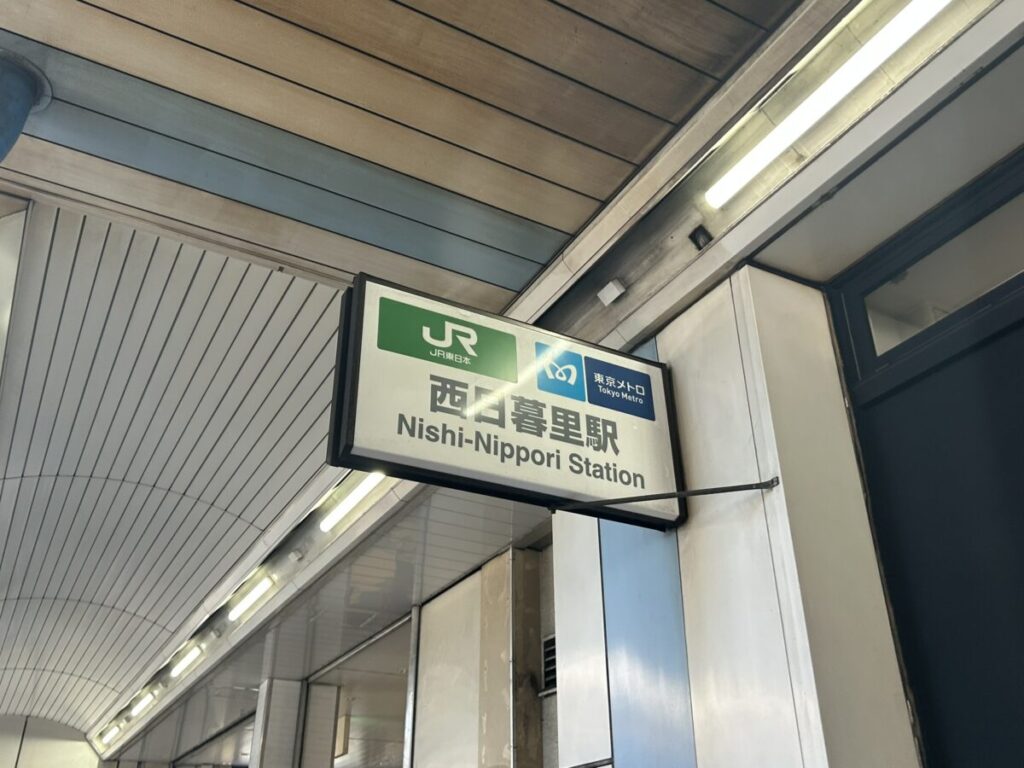 JR
JR東日本
東京メトロ
Tokyo Metro
西日暮里駅
Nishi-Nippori Station